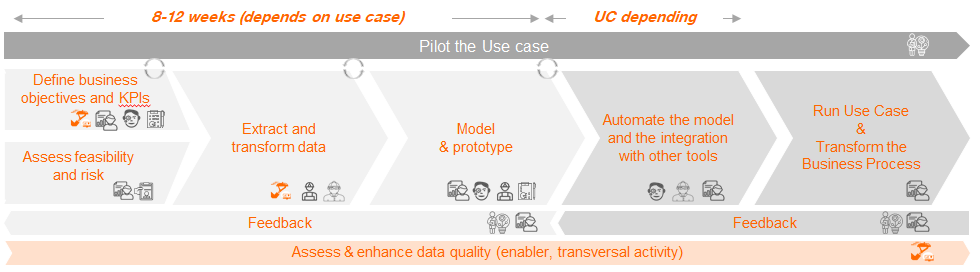 8-12 weeks (depends on use case)
UC depending
Pilot the Use case
Define business
objectives and KPIs
Assess feasibility
and risk
Extract and
transform data
Model
& prototype
Automate the model
and the integration
with other tools
Run Use Case
&
Transform the
Business Process
Feedback
Feedback
Assess & enhance data quality (enabler, transversal activity)